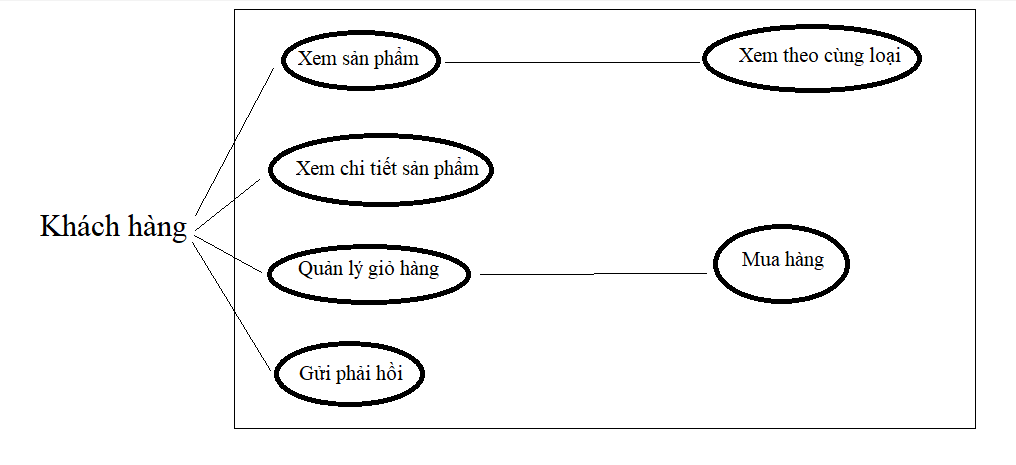 Xem sản phẩm
Xem theo cùng loại
Xem chi tiết sản phẩm
Khách hàng
Quản lý giỏ hàng
Mua hàng
Gửi phải hồi